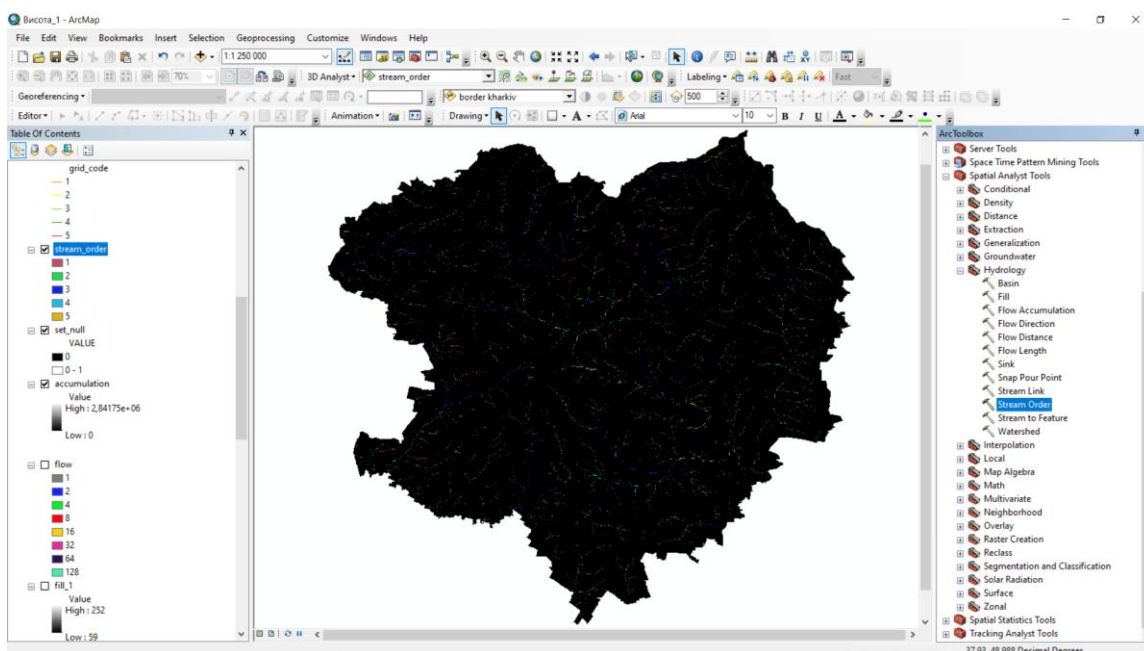 Висота_1 - ArcMap
File Edit View Bookmarks Insert Selection Geoprocessing Customize Windows Help
1:1 250 000
70% 3D Analyst stream_order Labeling Fast
Georeferencing border kharkiv 500
Editor Animation Drawing A Arial 10 B I U A
Table Of Contents
grid_code
1
2
3
4
5
stream_order
1
2
3
4
5
set_null
VALUE
0
0 - 1
accumulation
Value
High : 2,84175e+06
Low : 0
flow
1
2
4
8
16
32
64
128
fill_1
Value
High : 252
Low : 59
ArcToolbox
Server Tools
Space Time Pattern Mining Tools
Spatial Analyst Tools
Conditional
Density
Distance
Extraction
Generalization
Groundwater
Hydrology
Basin
Fill
Flow Accumulation
Flow Direction
Flow Distance
Flow Length
Sink
Snap Pour Point
Stream Link
Stream Order
Stream to Feature
Watershed
Interpolation
Local
Map Algebra
Math
Multivariate
Neighborhood
Overlay
Raster Creation
Reclass
Segmentation and Classification
Solar Radiation
Surface
Zonal
Spatial Statistics Tools
Tracking Analyst Tools
37,93 48,988 Decimal Degrees